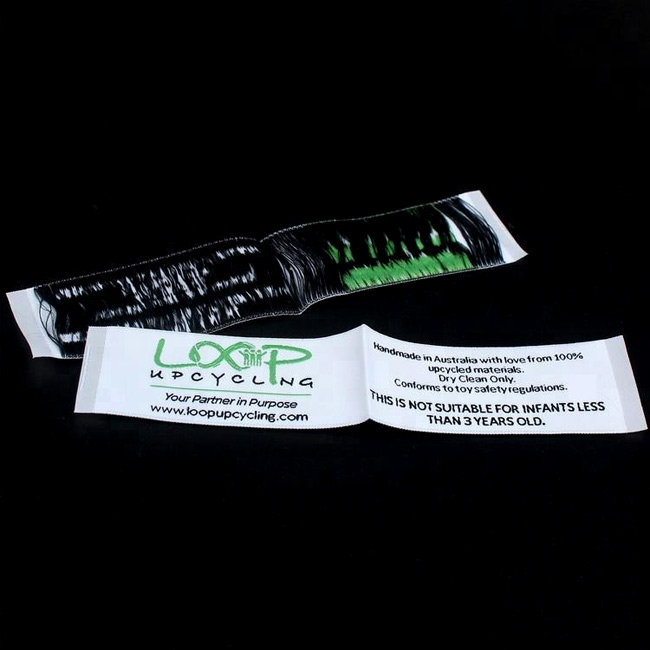 LOOP
UPCYCLING
Your Partner in Purpose
www.loopupcycling.com
Handmade in Australia with love from 100%
upcycled materials.
Dry Clean Only.
Conforms to toy safety regulations.
THIS IS NOT SUITABLE FOR INFANTS LESS
THAN 3 YEARS OLD.